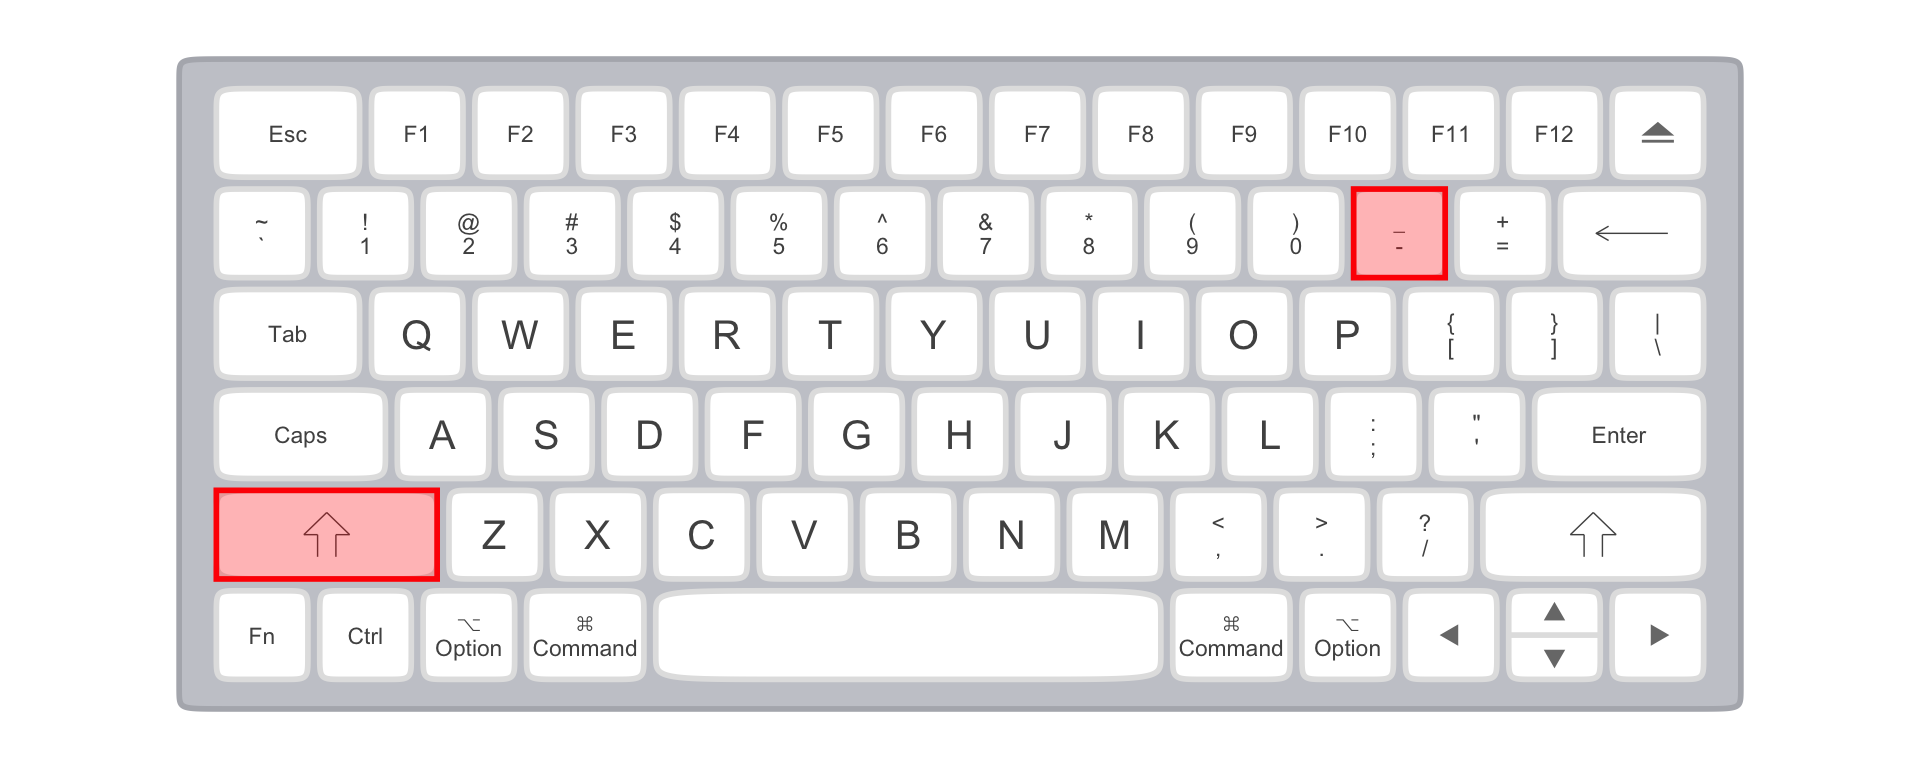 Esc F1 F2 F3 F4 F5 F6 F7 F8 F9 F10 F11 F12
~ ! @ # $ % ^ & * ( ) _ +
` 1 2 3 4 5 6 7 8 9 0 - =
Tab Q W E R T Y U I O P { } |
[ ] \
Caps A S D F G H J K L : " Enter
; '
Z X C V B N M < > ?
, . /
Fn Ctrl ⌥ ⌘ ⌘ ⌥
Option Command Command Option